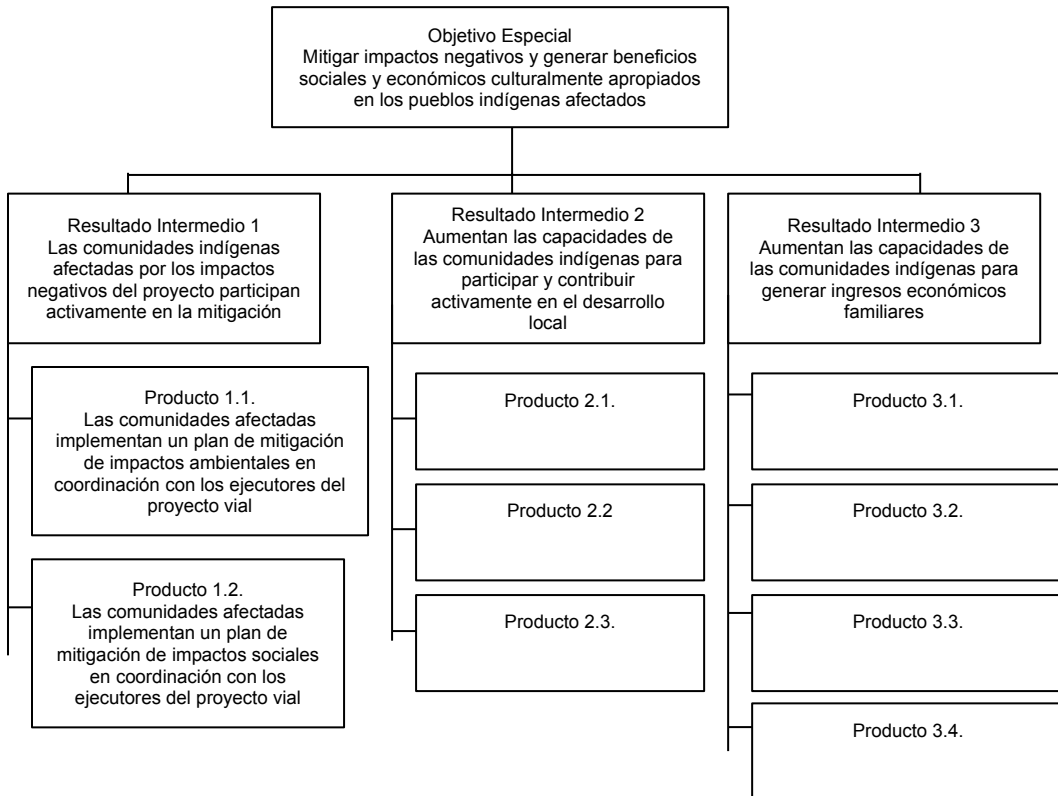 Objetivo Especial
Mitigar impactos negativos y generar beneficios
sociales y económicos culturalmente apropiados
en los pueblos indígenas afectados
Resultado Intermedio 1
Las comunidades indígenas
afectadas por los impactos
negativos del proyecto participan
activamente en la mitigación
Producto 1.1.
Las comunidades afectadas
implementan un plan de mitigación
de impactos ambientales en
coordinación con los ejecutores del
proyecto vial
Producto 1.2.
Las comunidades afectadas
implementan un plan de
mitigación de impactos sociales
en coordinación con los
ejecutores del proyecto vial
Resultado Intermedio 2
Aumentan las capacidades de
las comunidades indígenas para
participar y contribuir
activamente en el desarrollo
local
Producto 2.1.
Producto 2.2
Producto 2.3.
Resultado Intermedio 3
Aumentan las capacidades de
las comunidades indígenas para
generar ingresos económicos
familiares
Producto 3.1.
Producto 3.2.
Producto 3.3.
Producto 3.4.